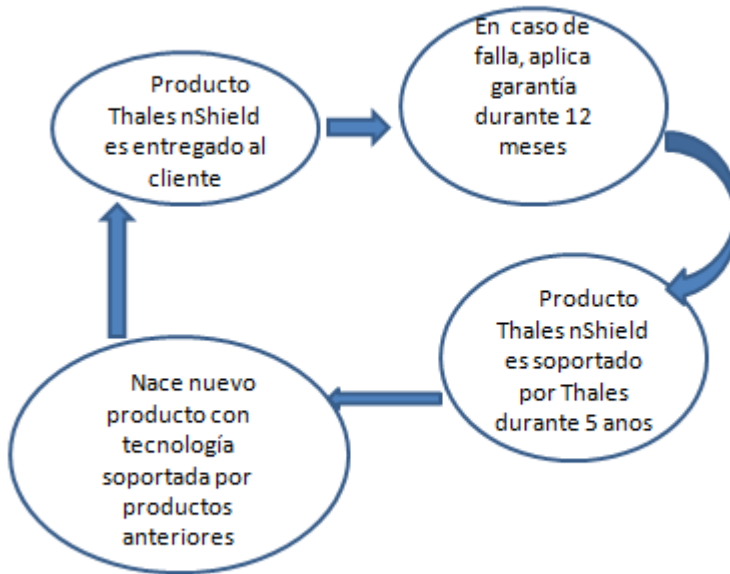 Producto
Thales nShield
es entregado al
cliente
En caso de
falla, aplica
garantía
durante 12
meses
Producto
Thales nShield
es soportado
por Thales
durante 5 anos
Nace nuevo
producto con
tecnología
soportada por
productos
anteriores